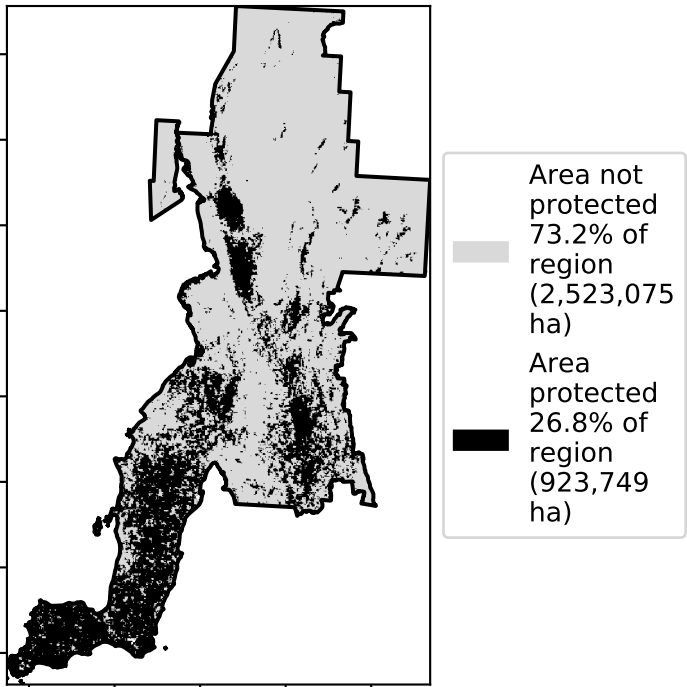 Area not
protected
73.2% of
region
(2,523,075
ha)
Area
protected
26.8% of
region
(923,749
ha)